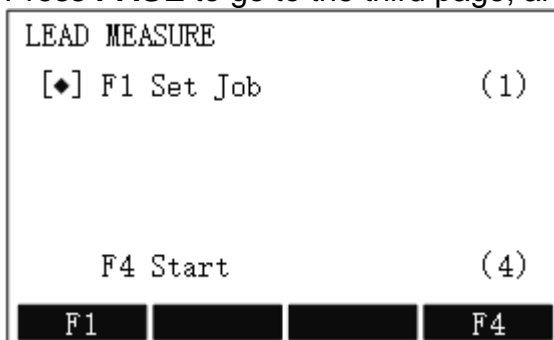 Press PAGE to go to the third page, an
LEAD MEASURE
[◆] F1 Set Job (1)
F4 Start (4)
F1 F4